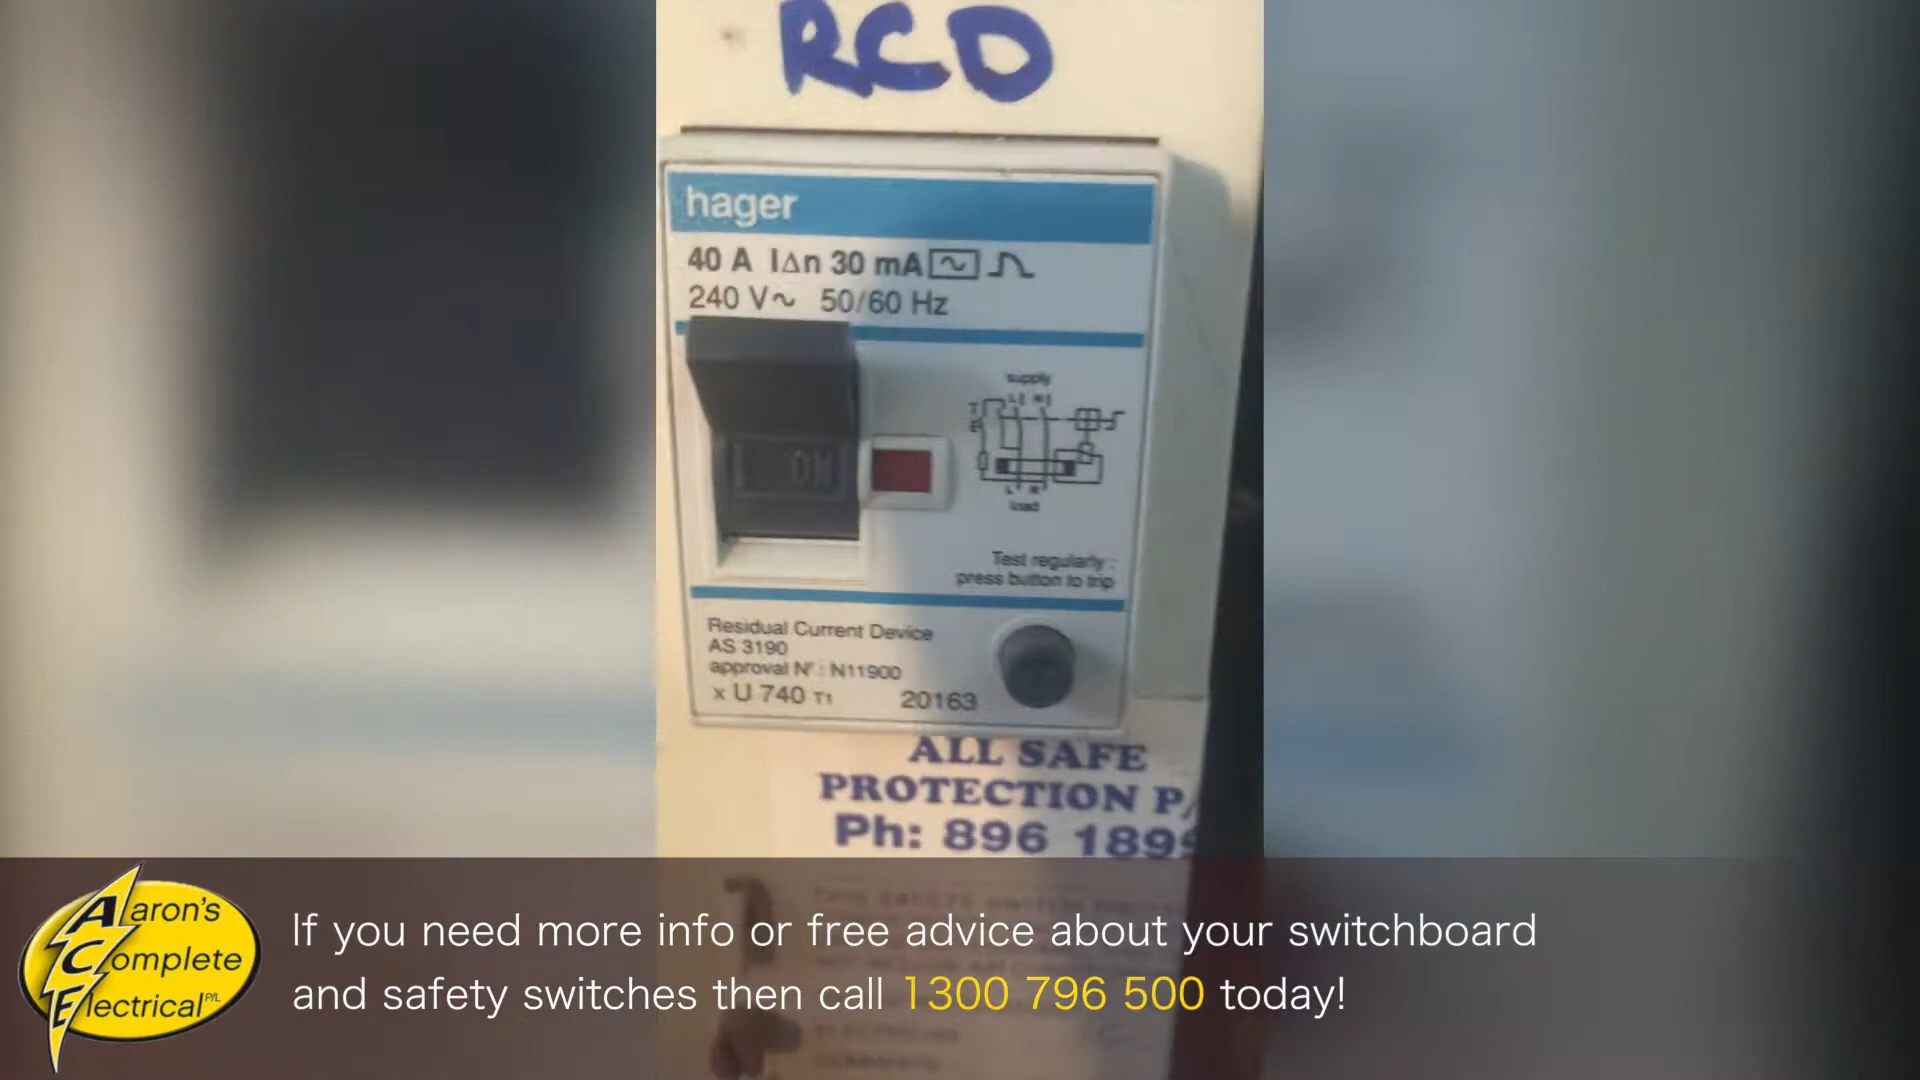 RCD
hager
40 A IΔn 30 mA
240 V~ 50/60 Hz
supply
I ON
L N
load
Test regularly :
press button to trip
Residual Current Device
AS 3190
approval N° : N11900
x U 740 T1 20163
ALL SAFE
PROTECTION P/
Ph: 896 189
Aaron's
Complete
Electrical P/L
If you need more info or free advice about your switchboard
and safety switches then call 1300 796 500 today!